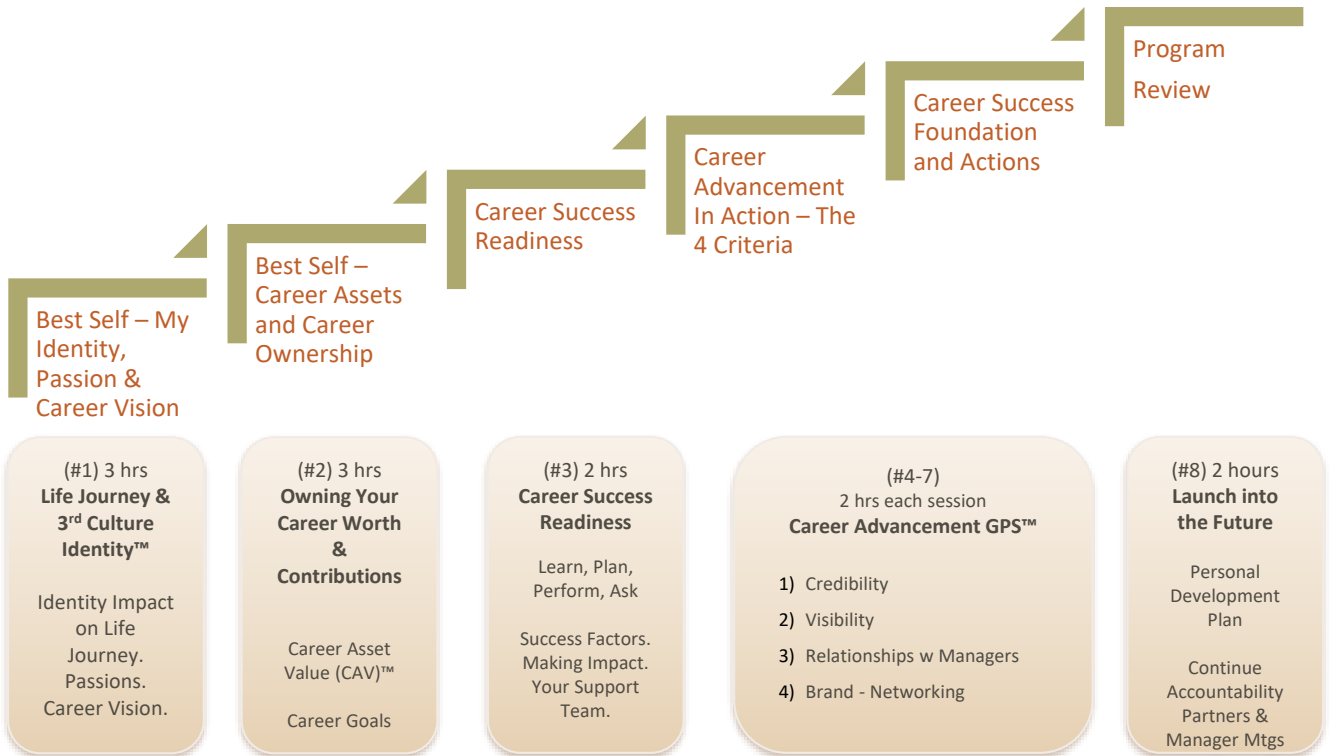 Best Self – My
Identity,
Passion &
Career Vision
Best Self –
Career Assets
and Career
Ownership
Career Success
Readiness
Career
Advancement
In Action – The
4 Criteria
Career Success
Foundation
and Actions
Program
Review
(#1) 3 hrs
Life Journey &
3rd Culture
Identity™
Identity Impact
on Life
Journey.
Passions.
Career Vision.
(#2) 3 hrs
Owning Your
Career Worth
&
Contributions
Career Asset
Value (CAV)™
Career Goals
(#3) 2 hrs
Career Success
Readiness
Learn, Plan,
Perform, Ask
Success Factors.
Making Impact.
Your Support
Team.
(#4-7)
2 hrs each session
Career Advancement GPS™
1) Credibility
2) Visibility
3) Relationships w Managers
4) Brand - Networking
(#8) 2 hours
Launch into
the Future
Personal
Development
Plan
Continue
Accountability
Partners &
Manager Mtgs